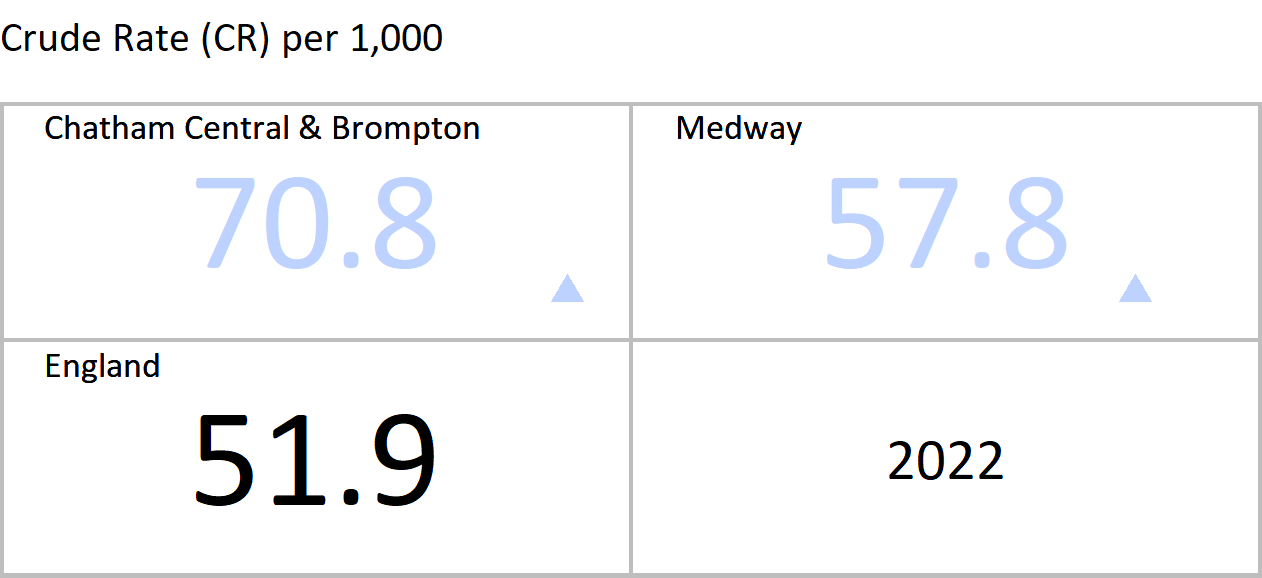 Crude Rate (CR) per 1,000
Chatham Central & Brompton
70.8
Medway
57.8
England
51.9
2022